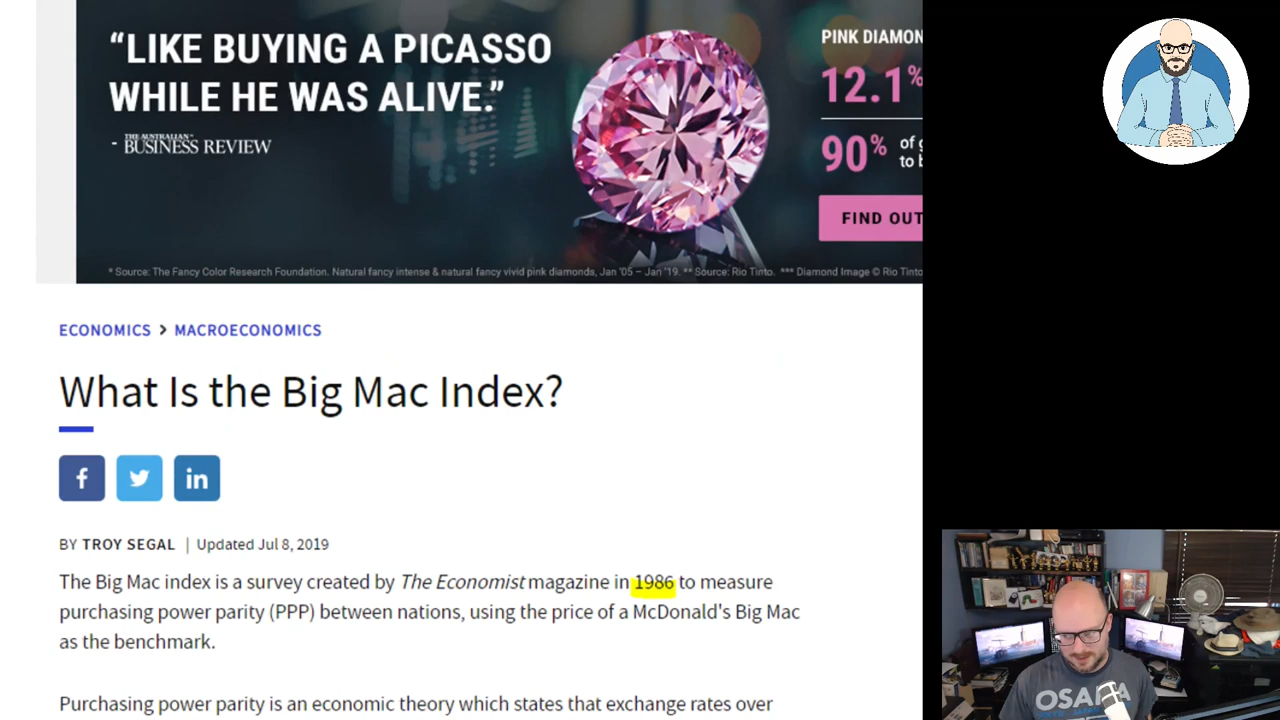 “LIKE BUYING A PICASSO
WHILE HE WAS ALIVE.”
- THE AUSTRALIAN
BUSINESS REVIEW
PINK DIAMON
12.1%
90% of g
to b
FIND OUT
* Source: The Fancy Color Research Foundation. Natural fancy intense & natural fancy vivid pink diamonds, Jan '05 – Jan '19. ** Source: Rio Tinto. *** Diamond Image © Rio Tinto
ECONOMICS > MACROECONOMICS
What Is the Big Mac Index?
f
in
BY TROY SEGAL | Updated Jul 8, 2019
The Big Mac index is a survey created by The Economist magazine in 1986 to measure
purchasing power parity (PPP) between nations, using the price of a McDonald's Big Mac
as the benchmark.
Purchasing power parity is an economic theory which states that exchange rates over
OSAKA